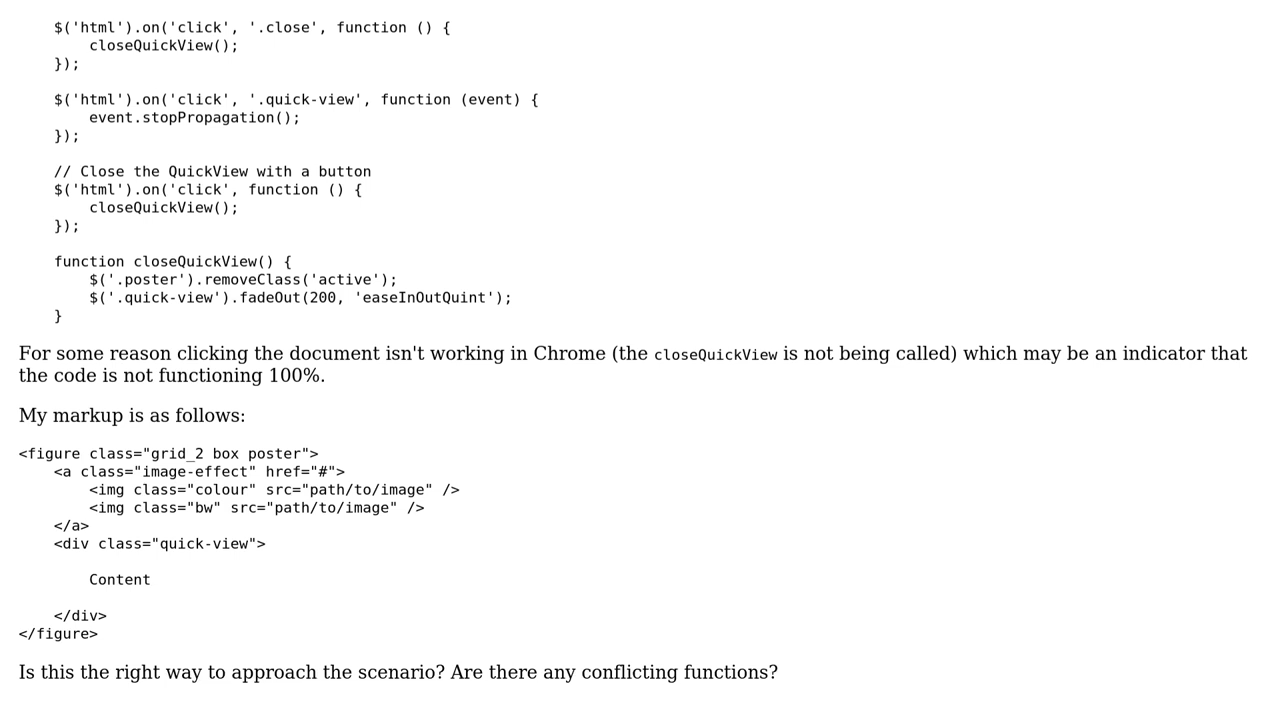 $('html').on('click', '.close', function () {
closeQuickView();
});
$('html').on('click', '.quick-view', function (event) {
event.stopPropagation();
});
// Close the QuickView with a button
$('html').on('click', function () {
closeQuickView();
});
function closeQuickView() {
$('.poster').removeClass('active');
$('.quick-view').fadeOut(200, 'easeInOutQuint');
}
For some reason clicking the document isn't working in Chrome (the closeQuickView is not being called) which may be an indicator that
the code is not functioning 100%.
My markup is as follows:
<figure class="grid_2 box poster">
<a class="image-effect" href="#">
<img class="colour" src="path/to/image" />
<img class="bw" src="path/to/image" />
</a>
<div class="quick-view">
Content
</div>
</figure>
Is this the right way to approach the scenario? Are there any conflicting functions?